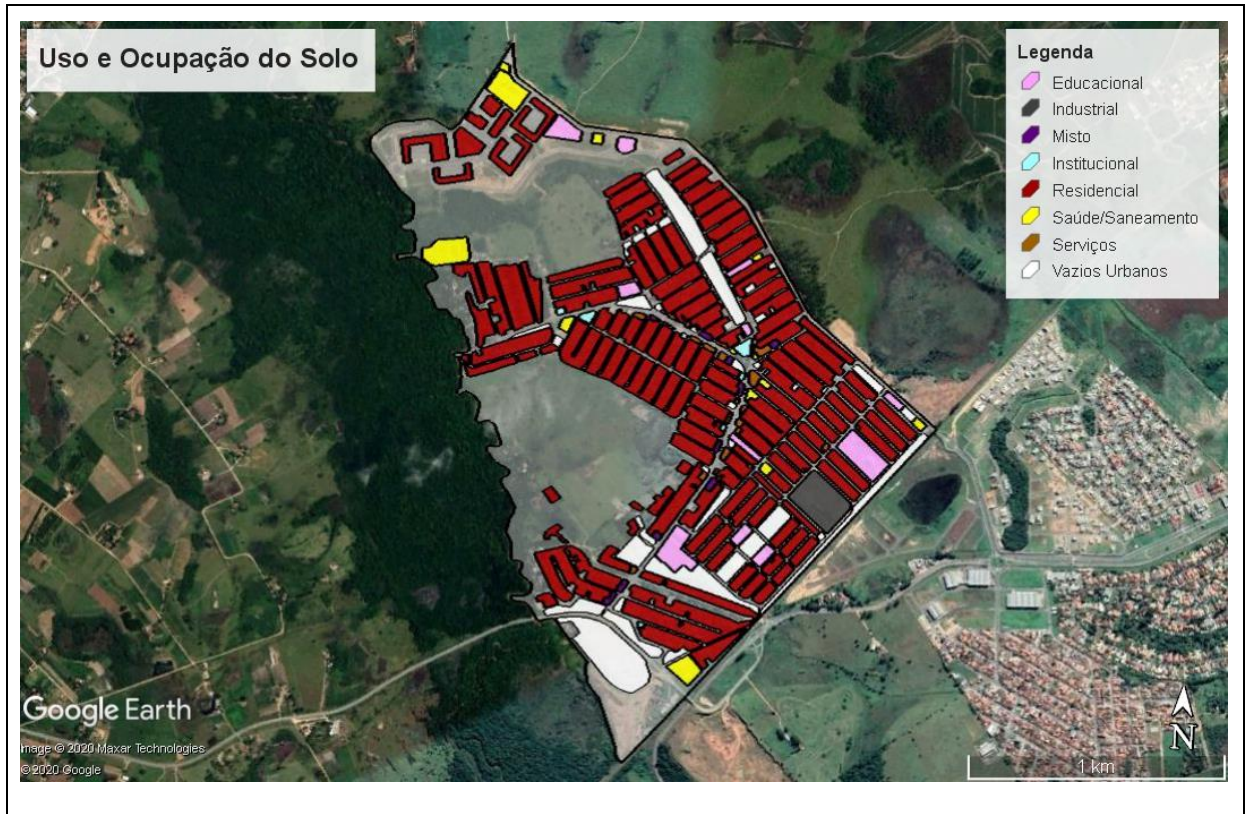 Uso e Ocupação do Solo
Legenda
Educacional
Industrial
Misto
Institucional
Residencial
Saúde/Saneamento
Serviços
Vazios Urbanos
Google Earth
Image © 2020 Maxar Technologies
© 2020 Google
N
1 km